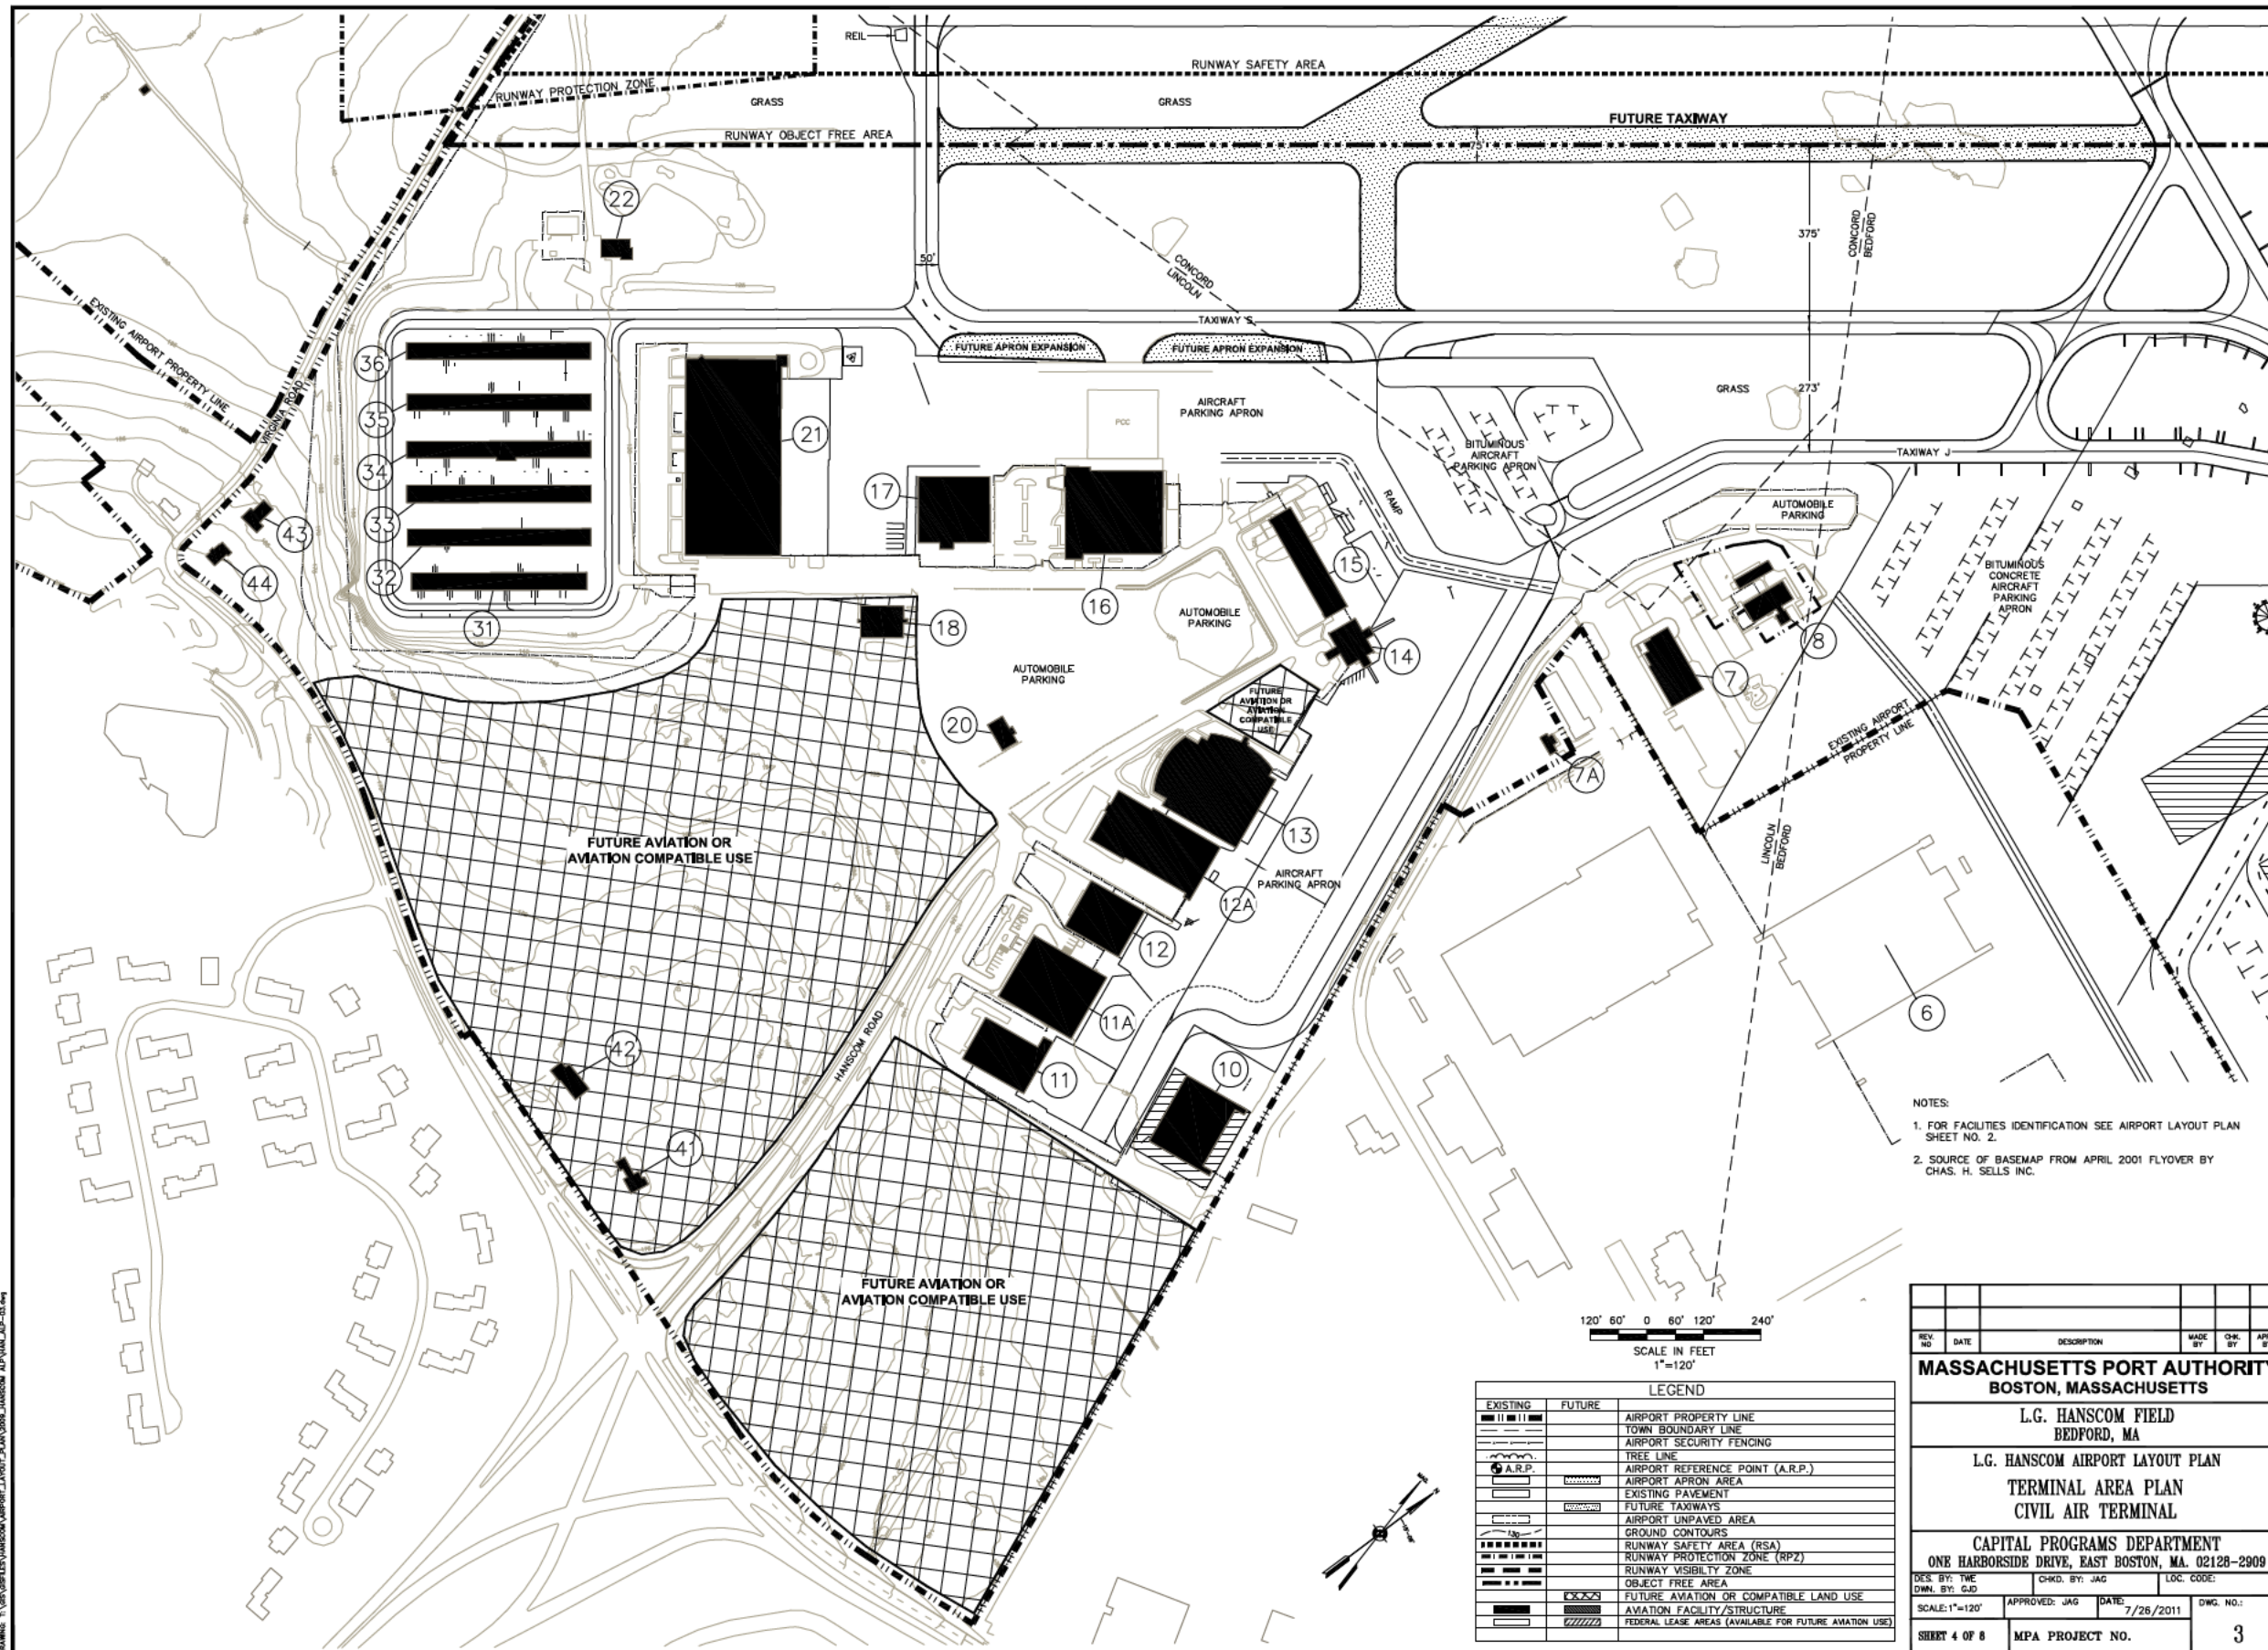 REIL
RUNWAY SAFETY AREA
RUNWAY PROTECTION ZONE
GRASS
GRASS
FUTURE TAXIWAY
RUNWAY OBJECT FREE AREA
75'
22
CONCORD
BEDFORD
375'
50'
CONCORD
LINCOLN
EXISTING AIRPORT PROPERTY LINE
VIRGINIA ROAD
TAXIWAY S
FUTURE APRON EXPANSION
FUTURE APRON EXPANSION
36
35
34
33
32
31
21
AIRCRAFT
PARKING APRON
PCC
GRASS
273'
BITUMINOUS
AIRCRAFT
PARKING APRON
TAXIWAY J
17
16
RAMP
15
AUTOMOBILE
PARKING
43
44
BITUMINOUS
CONCRETE
AIRCRAFT
PARKING
APRON
18
AUTOMOBILE
PARKING
14
8
7
AUTOMOBILE
PARKING
FUTURE
AVIATION OR
AVIATION
COMPATIBLE
USE
20
EXISTING AIRPORT
PROPERTY LINE
7A
13
LINCOLN
BEDFORD
FUTURE AVIATION OR
AVIATION COMPATIBLE USE
AIRCRAFT
PARKING APRON
12A
12
6
11A
HANSCOM ROAD
42
11
10
41
NOTES:
1. FOR FACILITIES IDENTIFICATION SEE AIRPORT LAYOUT PLAN
SHEET NO. 2.
2. SOURCE OF BASEMAP FROM APRIL 2001 FLYOVER BY
CHAS. H. SELLS INC.
FUTURE AVIATION OR
AVIATION COMPATIBLE USE
120' 60' 0 60' 120' 240'
SCALE IN FEET
1"=120'
LEGEND
EXISTING FUTURE
AIRPORT PROPERTY LINE
TOWN BOUNDARY LINE
AIRPORT SECURITY FENCING
TREE LINE
A.R.P. AIRPORT REFERENCE POINT (A.R.P.)
AIRPORT APRON AREA
EXISTING PAVEMENT
FUTURE TAXIWAYS
AIRPORT UNPAVED AREA
130 GROUND CONTOURS
RUNWAY SAFETY AREA (RSA)
RUNWAY PROTECTION ZONE (RPZ)
RUNWAY VISIBILTY ZONE
OBJECT FREE AREA
FUTURE AVIATION OR COMPATIBLE LAND USE
AVIATION FACILITY/STRUCTURE
FEDERAL LEASE AREAS (AVAILABLE FOR FUTURE AVIATION USE)
REV. NO DATE DESCRIPTION MADE BY CHK. BY
MASSACHUSETTS PORT AUTHORITY
BOSTON, MASSACHUSETTS
L.G. HANSCOM FIELD
BEDFORD, MA
L.G. HANSCOM AIRPORT LAYOUT PLAN
TERMINAL AREA PLAN
CIVIL AIR TERMINAL
CAPITAL PROGRAMS DEPARTMENT
ONE HARBORSIDE DRIVE, EAST BOSTON, MA. 02128-2909
DES. BY: TWE CHKD. BY: JAG LOC. CODE:
DWN. BY: GJD
SCALE: 1"=120' APPROVED: JAG DATE: 7/26/2011 DWG. NO.:
SHEET 4 OF 8 MPA PROJECT NO. 3